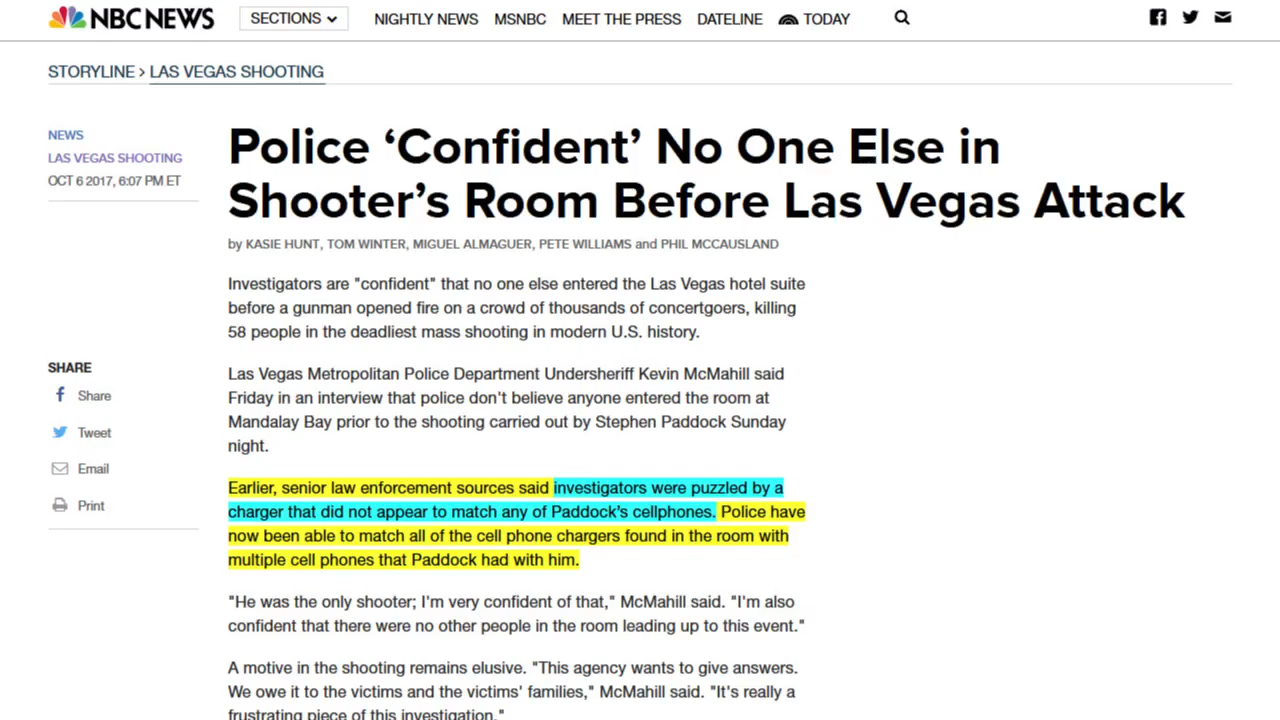 NBC NEWS SECTIONS NIGHTLY NEWS MSNBC MEET THE PRESS DATELINE TODAY
STORYLINE › LAS VEGAS SHOOTING
NEWS
LAS VEGAS SHOOTING
OCT 6 2017, 6:07 PM ET
Police ‘Confident’ No One Else in
Shooter’s Room Before Las Vegas Attack
by KASIE HUNT, TOM WINTER, MIGUEL ALMAGUER, PETE WILLIAMS and PHIL MCCAUSLAND
Investigators are "confident" that no one else entered the Las Vegas hotel suite
before a gunman opened fire on a crowd of thousands of concertgoers, killing
58 people in the deadliest mass shooting in modern U.S. history.
SHARE
Share
Tweet
Email
Print
Las Vegas Metropolitan Police Department Undersheriff Kevin McMahill said
Friday in an interview that police don't believe anyone entered the room at
Mandalay Bay prior to the shooting carried out by Stephen Paddock Sunday
night.
Earlier, senior law enforcement sources said investigators were puzzled by a
charger that did not appear to match any of Paddock’s cellphones. Police have
now been able to match all of the cell phone chargers found in the room with
multiple cell phones that Paddock had with him.
"He was the only shooter; I'm very confident of that," McMahill said. "I'm also
confident that there were no other people in the room leading up to this event."
A motive in the shooting remains elusive. "This agency wants to give answers.
We owe it to the victims and the victims' families," McMahill said. "It's really a
frustrating piece of this investigation."